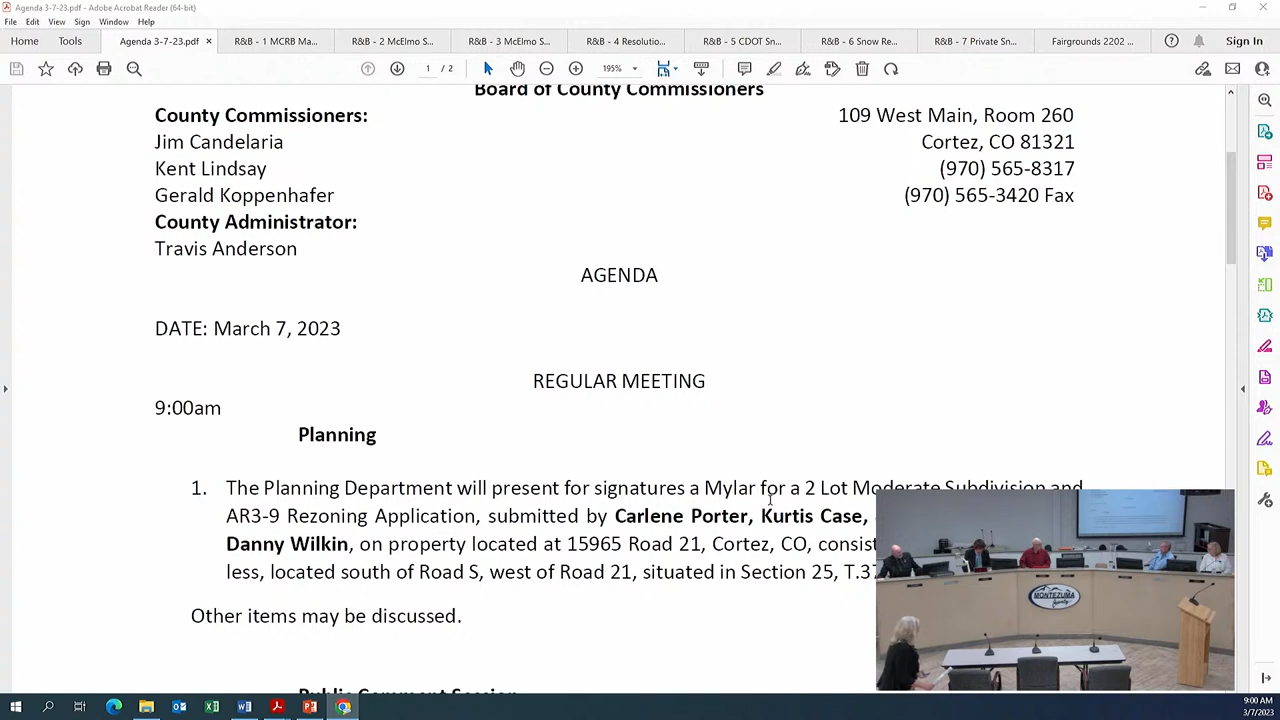 Agenda 3-7-23.pdf - Adobe Acrobat Reader (64-bit)
File Edit View Sign Window Help
Home Tools Agenda 3-7-23.pdf × R&B - 1 MCRB Ma... R&B - 2 McElmo S... R&B - 3 McElmo S... R&B - 4 Resolutio... R&B - 5 CDOT Sn... R&B - 6 Snow Re... R&B - 7 Private Sn... Fairgrounds 2202 ... Sign In
1 / 2 195%
Board of County Commissioners
County Commissioners: 109 West Main, Room 260
Jim Candelaria Cortez, CO 81321
Kent Lindsay (970) 565-8317
Gerald Koppenhafer (970) 565-3420 Fax
County Administrator:
Travis Anderson
AGENDA
DATE: March 7, 2023
REGULAR MEETING
9:00am
Planning
1. The Planning Department will present for signatures a Mylar for a 2 Lot Moderate Subdivision and
AR3-9 Rezoning Application, submitted by Carlene Porter, Kurtis Case,
Danny Wilkin, on property located at 15965 Road 21, Cortez, CO, consist
less, located south of Road S, west of Road 21, situated in Section 25, T.37
Other items may be discussed.
Public Comment Session
MONTEZUMA
County
9:00 AM
3/7/2023